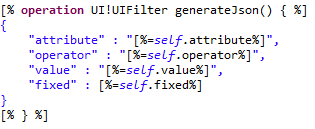 [% operation UI!UIFilter generateJson() { %]
{
    "attribute" : "[%=self.attribute%]",
    "operator" : "[%=self.operator%]",
    "value" : "[%=self.value%]",
    "fixed" : [%=self.fixed%]
}
[% } %]